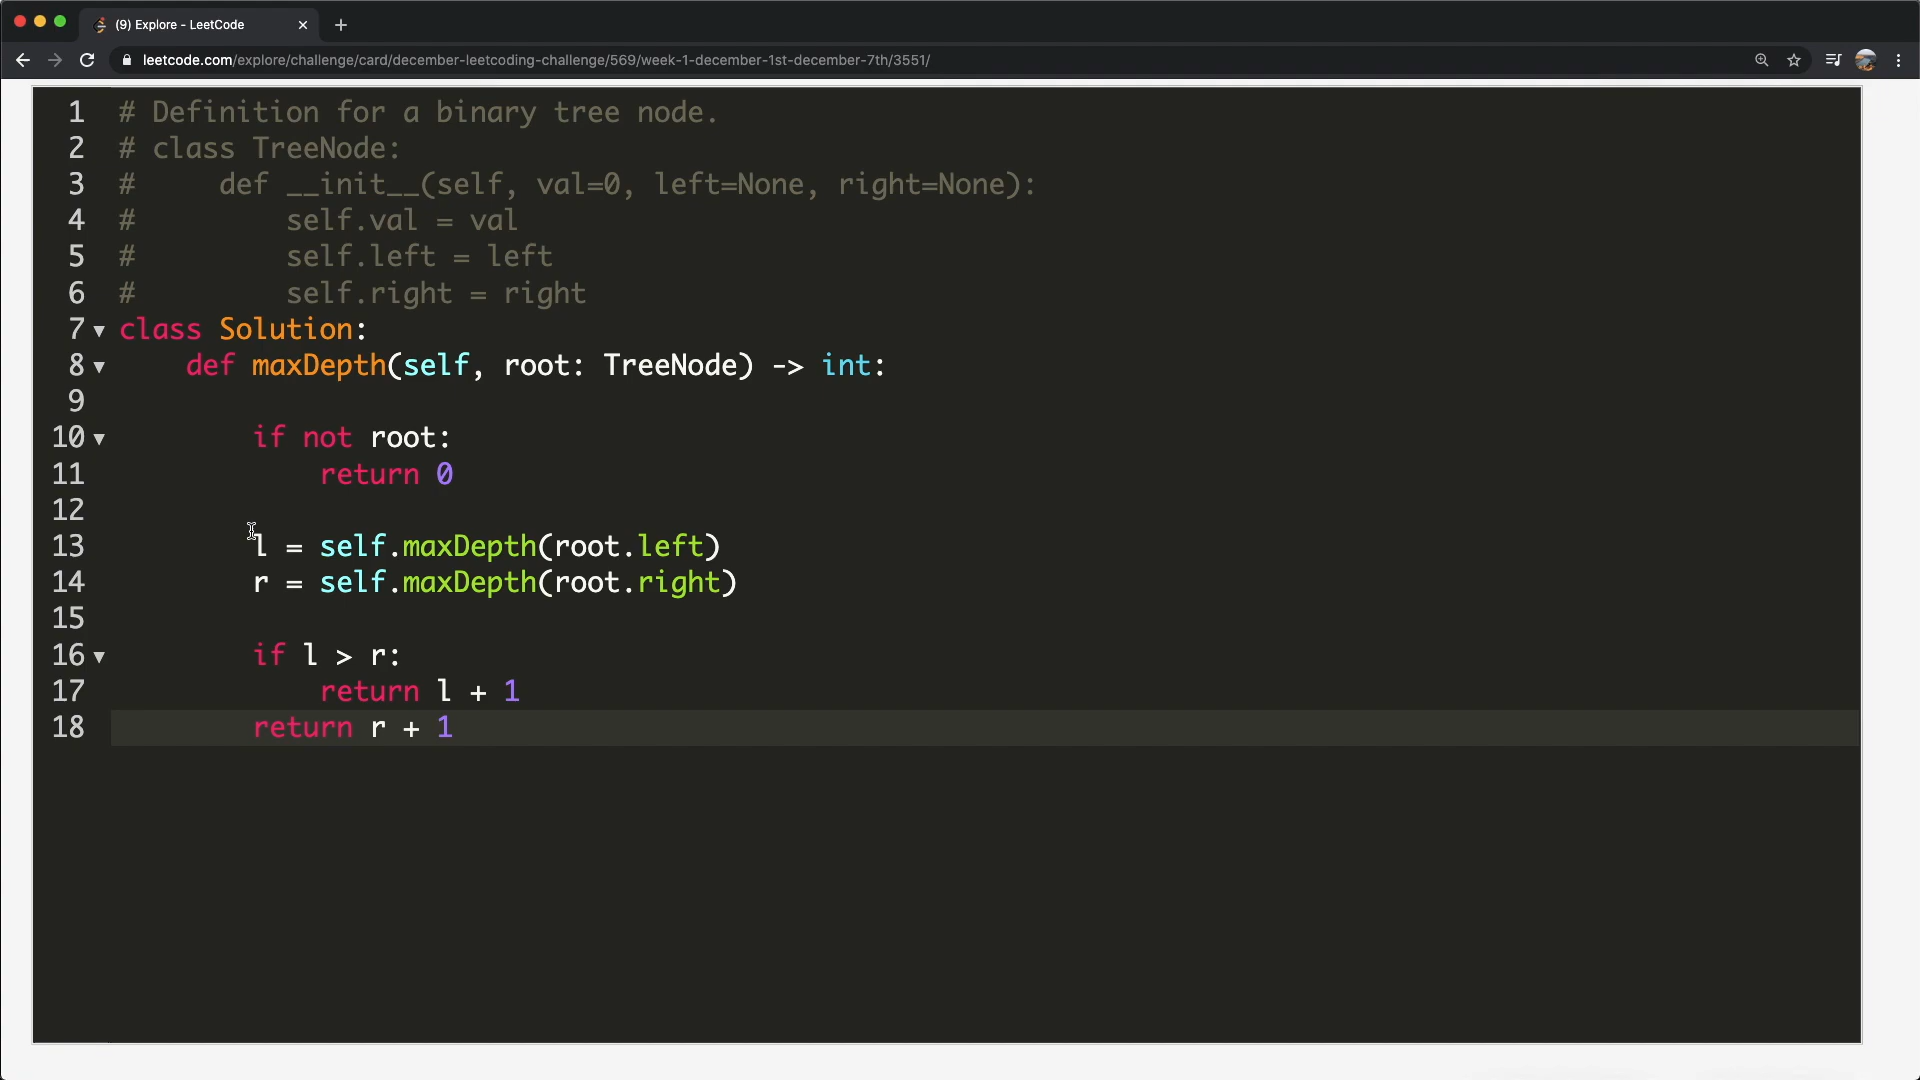 (9) Explore - LeetCode
leetcode.com/explore/challenge/card/december-leetcoding-challenge/569/week-1-december-1st-december-7th/3551/
1 # Definition for a binary tree node.
2 # class TreeNode:
3 #     def __init__(self, val=0, left=None, right=None):
4 #         self.val = val
5 #         self.left = left
6 #         self.right = right
7 class Solution:
8     def maxDepth(self, root: TreeNode) -> int:
9
10         if not root:
11             return 0
12
13         l = self.maxDepth(root.left)
14         r = self.maxDepth(root.right)
15
16         if l > r:
17             return l + 1
18         return r + 1